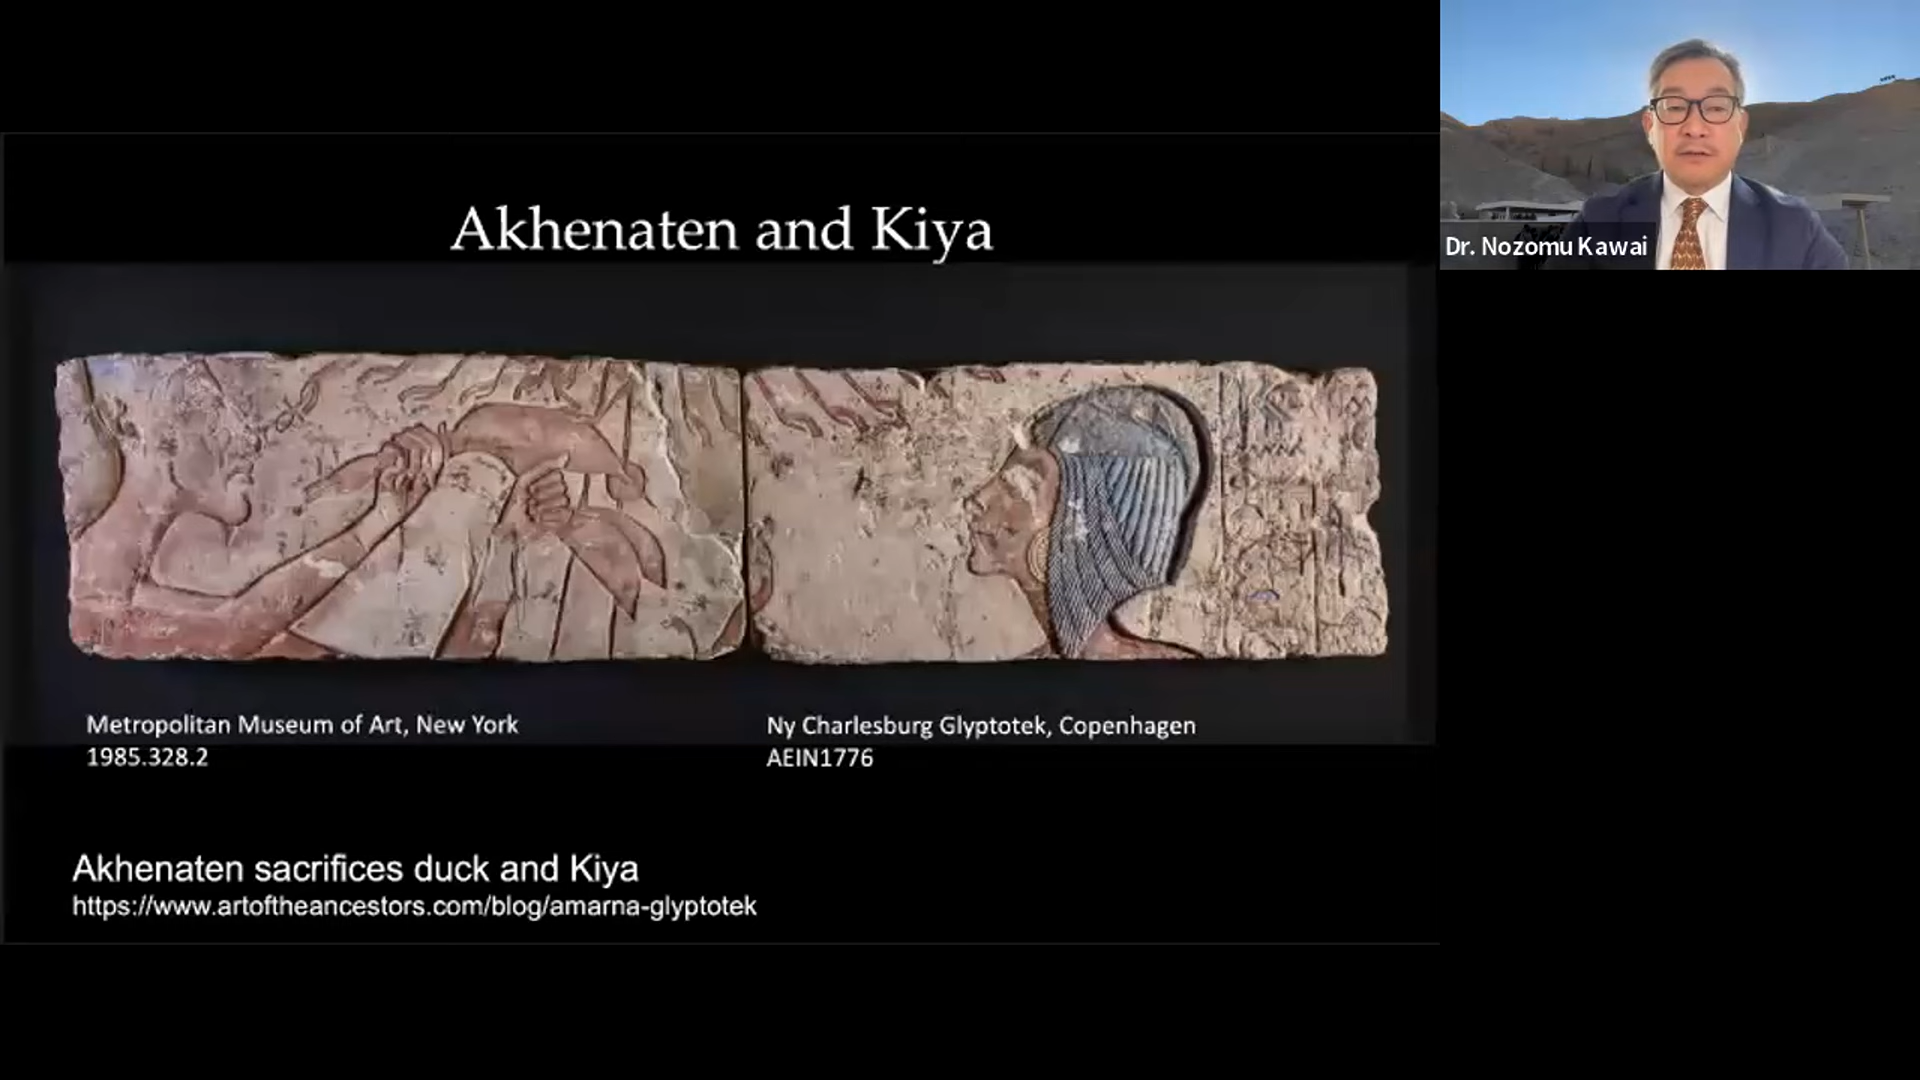 Akhenaten and Kiya
Dr. Nozomu Kawai
Metropolitan Museum of Art, New York
1985.328.2
Ny Charlesburg Glyptotek, Copenhagen
AEIN1776
Akhenaten sacrifices duck and Kiya
https://www.artoftheancestors.com/blog/amarna-glyptotek